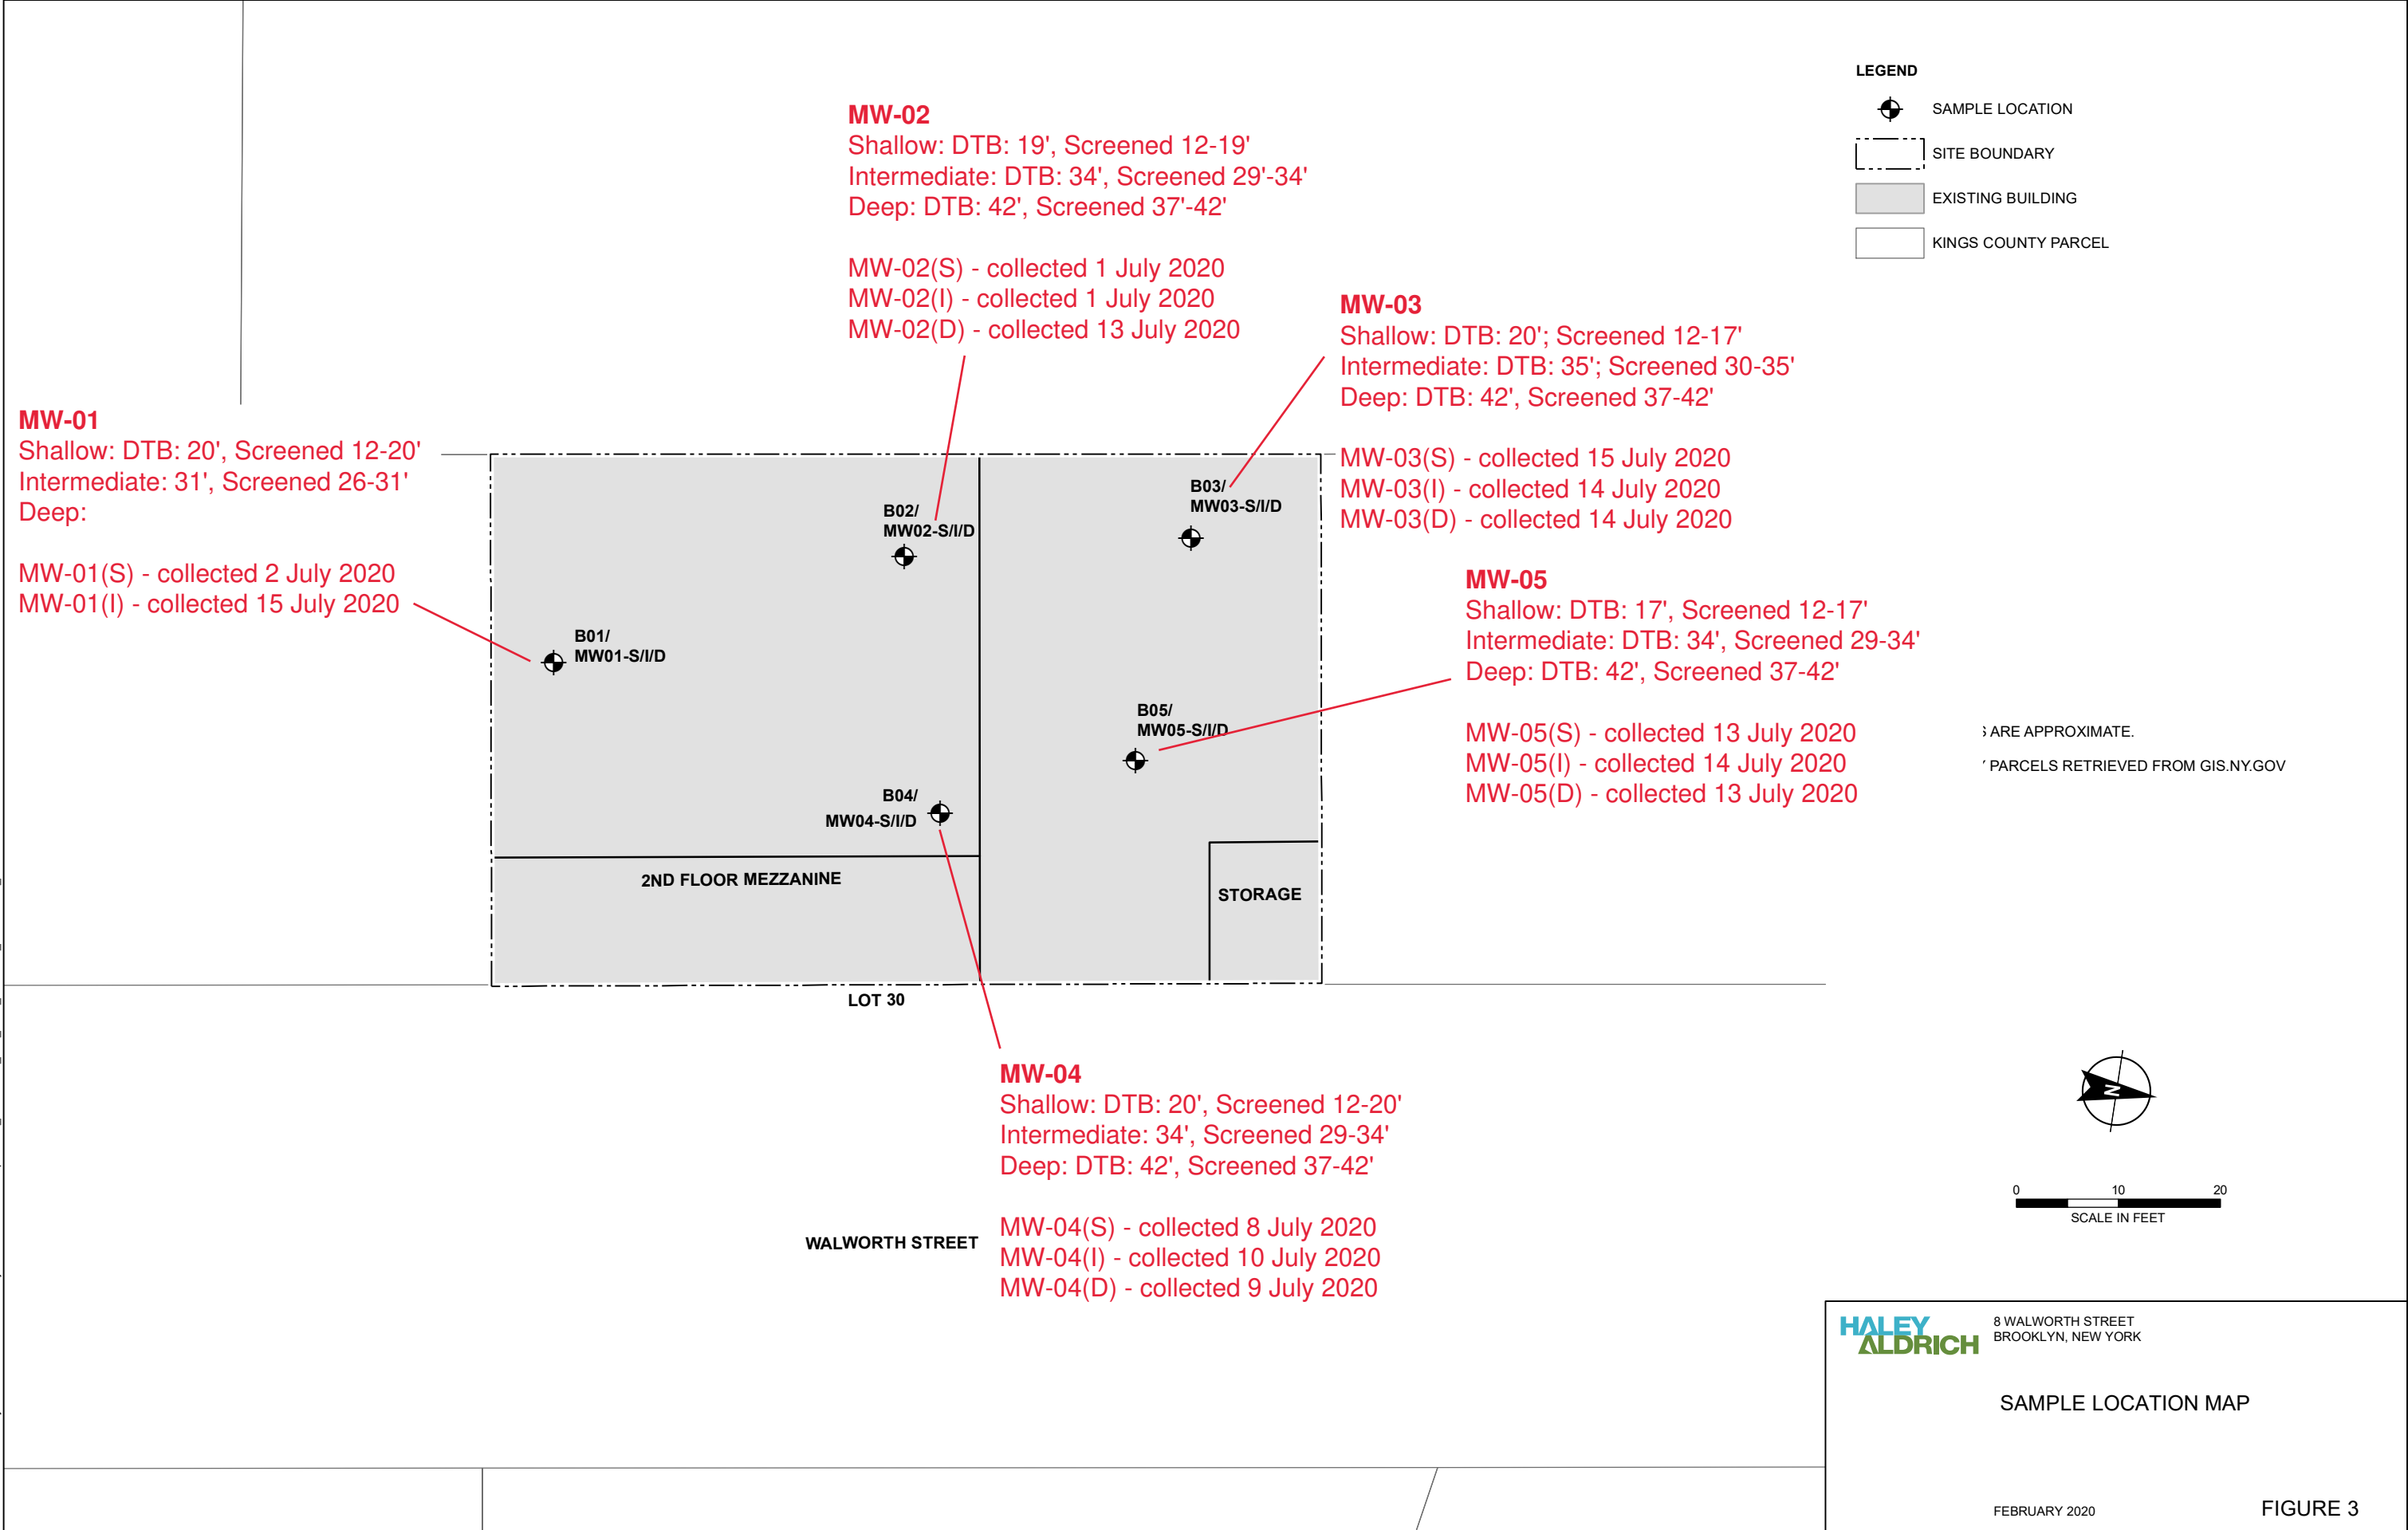 LEGEND
SAMPLE LOCATION
SITE BOUNDARY
EXISTING BUILDING
KINGS COUNTY PARCEL
MW-02
Shallow: DTB: 19', Screened 12-19'
Intermediate: DTB: 34', Screened 29'-34'
Deep: DTB: 42', Screened 37'-42'
MW-02(S) - collected 1 July 2020
MW-02(I) - collected 1 July 2020
MW-02(D) - collected 13 July 2020
MW-03
Shallow: DTB: 20'; Screened 12-17'
Intermediate: DTB: 35'; Screened 30-35'
Deep: DTB: 42', Screened 37-42'
MW-03(S) - collected 15 July 2020
MW-03(I) - collected 14 July 2020
MW-03(D) - collected 14 July 2020
MW-01
Shallow: DTB: 20', Screened 12-20'
Intermediate: 31', Screened 26-31'
Deep:
MW-01(S) - collected 2 July 2020
MW-01(I) - collected 15 July 2020
B02/
MW02-S/I/D
B03/
MW03-S/I/D
B01/
MW01-S/I/D
MW-05
Shallow: DTB: 17', Screened 12-17'
Intermediate: DTB: 34', Screened 29-34'
Deep: DTB: 42', Screened 37-42'
MW-05(S) - collected 13 July 2020
MW-05(I) - collected 14 July 2020
MW-05(D) - collected 13 July 2020
B05/
MW05-S/I/D
ARE APPROXIMATE.
PARCELS RETRIEVED FROM GIS.NY.GOV
B04/
MW04-S/I/D
2ND FLOOR MEZZANINE
STORAGE
LOT 30
MW-04
Shallow: DTB: 20', Screened 12-20'
Intermediate: 34', Screened 29-34'
Deep: DTB: 42', Screened 37-42'
MW-04(S) - collected 8 July 2020
MW-04(I) - collected 10 July 2020
MW-04(D) - collected 9 July 2020
WALWORTH STREET
N
0 10 20
SCALE IN FEET
HALEY
ALDRICH
8 WALWORTH STREET
BROOKLYN, NEW YORK
SAMPLE LOCATION MAP
FEBRUARY 2020
FIGURE 3